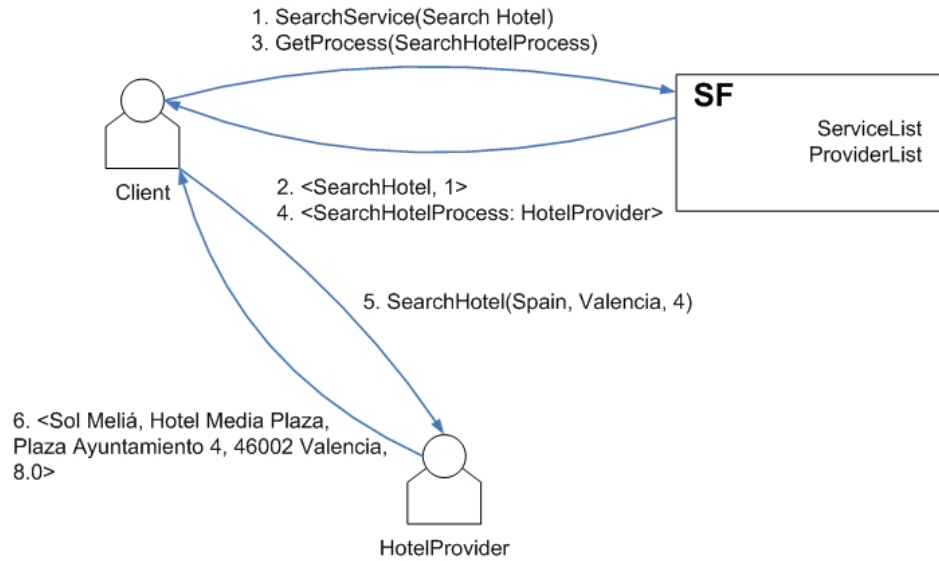 1. SearchService(Search Hotel)
3. GetProcess(SearchHotelProcess)
SF
ServiceList
ProviderList
Client
2. <SearchHotel, 1>
4. <SearchHotelProcess: HotelProvider>
5. SearchHotel(Spain, Valencia, 4)
6. <Sol Meliá, Hotel Media Plaza,
Plaza Ayuntamiento 4, 46002 Valencia,
8.0>
HotelProvider